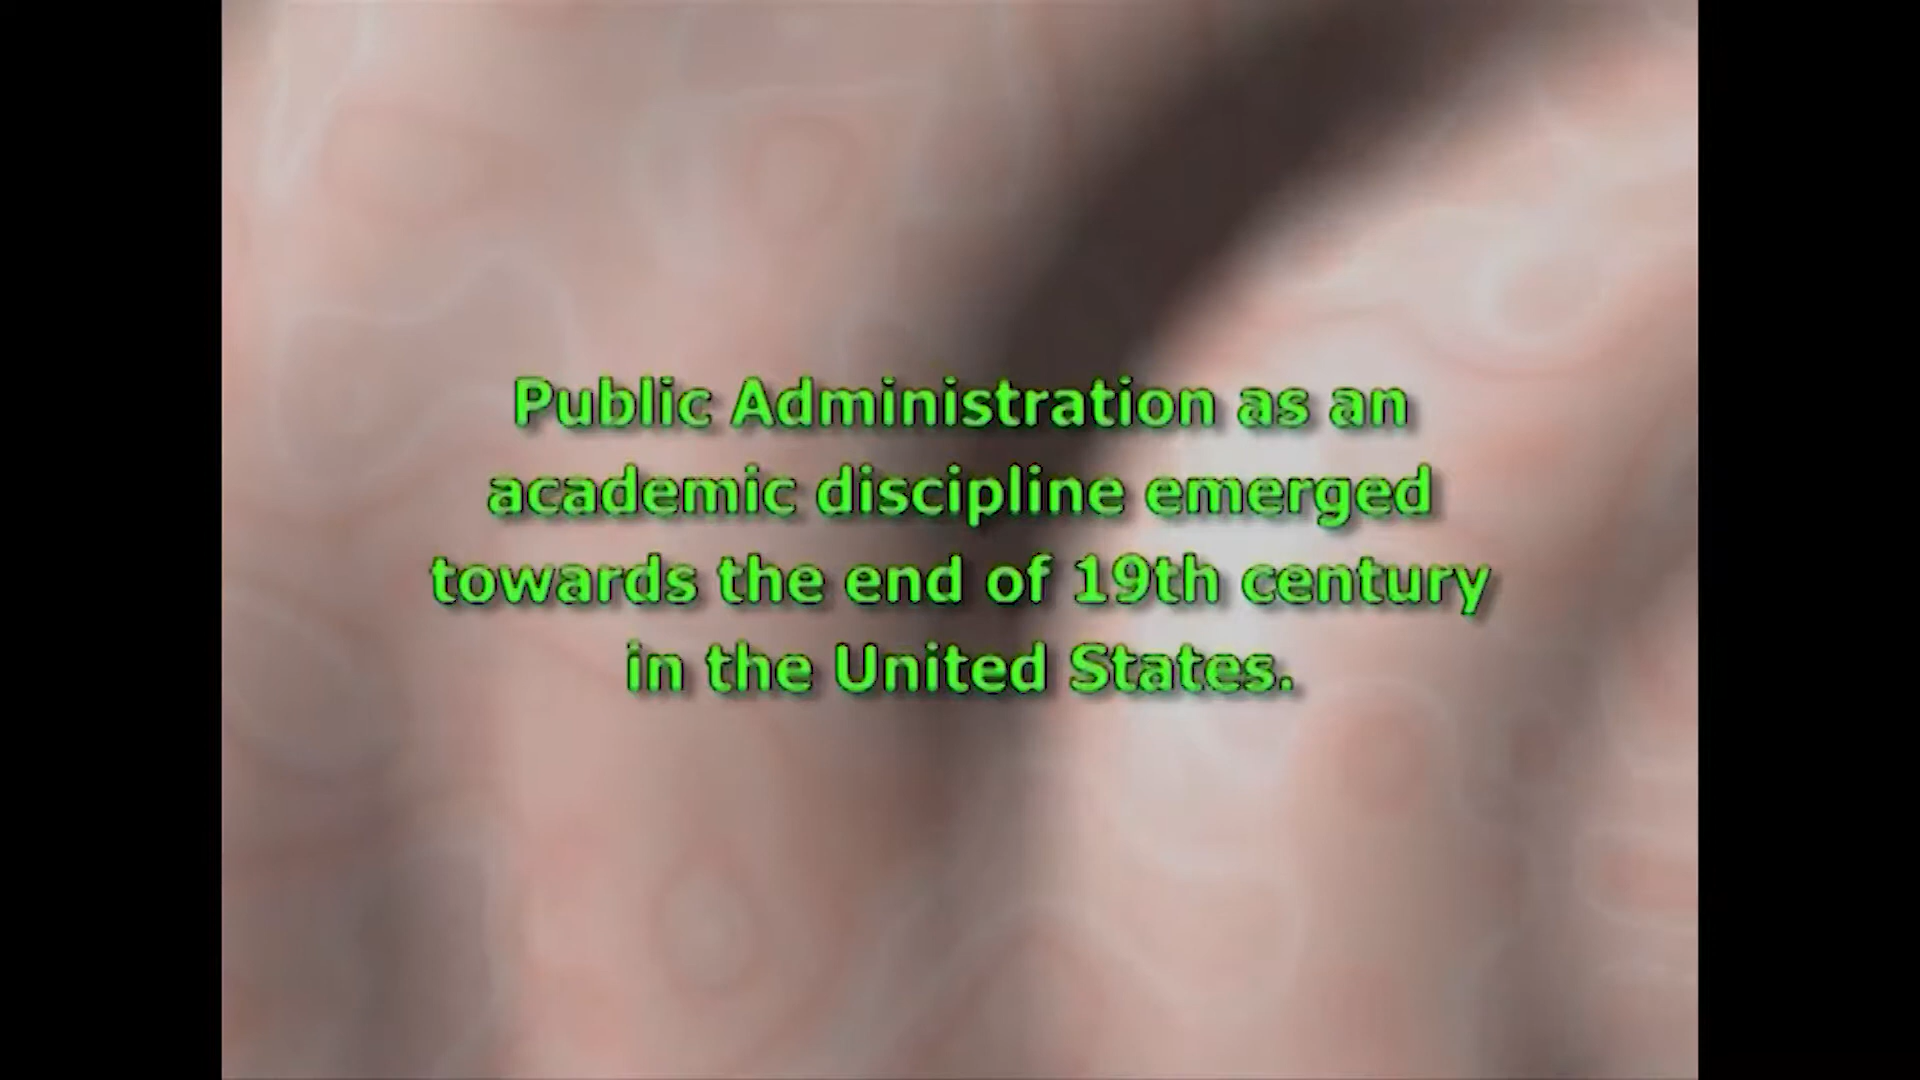 Public Administration as an
academic discipline emerged
towards the end of 19th century
in the United States.